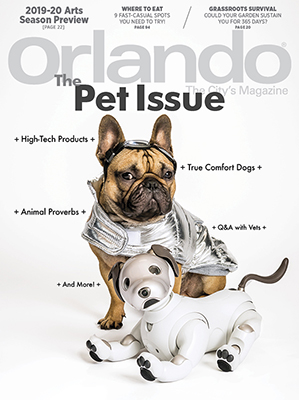 2019-20 Arts
Season Preview
[PAGE 22]
WHERE TO EAT
9 FAST-CASUAL SPOTS
YOU NEED TO TRY!
PAGE 94
GRASSROOTS SURVIVAL
COULD YOUR GARDEN SUSTAIN
YOU FOR 365 DAYS?
PAGE 20
Orlando®
The City's Magazine
The
Pet Issue
+ High-Tech Products +
+ True Comfort Dogs +
+ Animal Proverbs +
+ Q&A with Vets +
+ And More! +